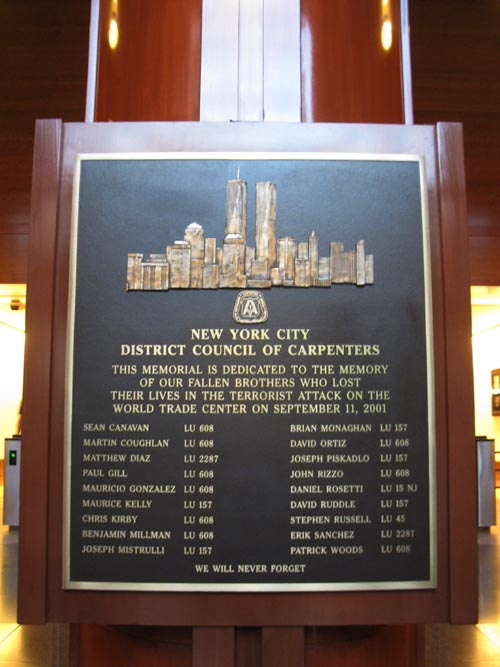 NEW YORK CITY
DISTRICT COUNCIL OF CARPENTERS
THIS MEMORIAL IS DEDICATED TO THE MEMORY
OF OUR FALLEN BROTHERS WHO LOST
THEIR LIVES IN THE TERRORIST ATTACK ON THE
WORLD TRADE CENTER ON SEPTEMBER 11, 2001
SEAN CANAVAN LU 608
MARTIN COUGHLAN LU 608
MATTHEW DIAZ LU 2287
PAUL GILL LU 608
MAURICIO GONZALEZ LU 608
MAURICE KELLY LU 157
CHRIS KIRBY LU 608
BENJAMIN MILLMAN LU 608
JOSEPH MISTRULLI LU 157
BRIAN MONAGHAN LU 157
DAVID ORTIZ LU 608
JOSEPH PISKADLO LU 157
JOHN RIZZO LU 608
DANIEL ROSETTI LU 15 NJ
DAVID RUDDLE LU 157
STEPHEN RUSSELL LU 45
ERIK SANCHEZ LU 2287
PATRICK WOODS LU 608
WE WILL NEVER FORGET